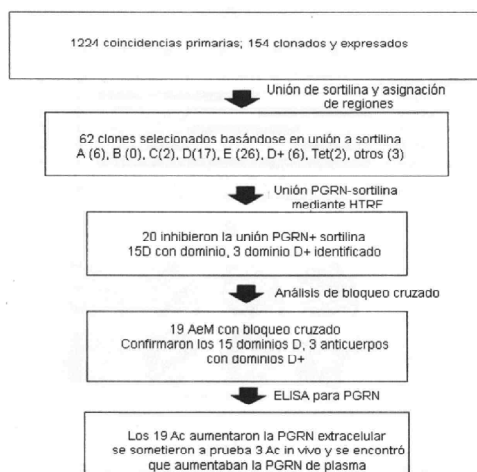 1224 coincidencias primarias; 154 clonados y expresados
Unión de sortilina y asignación
de regiones
62 clones selecionados basándose en unión a sortilina
A (6), B (0), C(2), D(17), E (26), D+ (6), Tet(2), otros (3)
Unión PGRN-sortilina
mediante HTRF
20 inhibieron la unión PGRN+ sortilina
15D con dominio, 3 dominio D+ identificado
Análisis de bloqueo cruzado
19 AeM con bloqueo cruzado
Confirmaron los 15 dominios D, 3 anticuerpos
con dominios D+
ELISA para PGRN
Los 19 Ac aumentaron la PGRN extracelular
se sometieron a prueba 3 Ac in vivo y se encontró
que aumentaban la PGRN de plasma